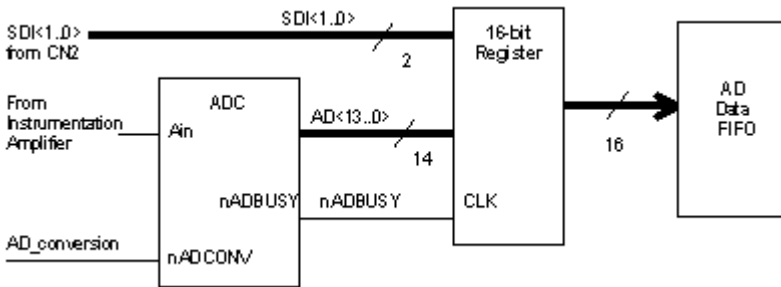 SDI<1..0>
from CN2
SDI<1..0>
2
16-bit
Register
AD
Data
FIFO
From
Instrumentation
Amplifier
ADC
Ain
AD<13..0>
14
16
nADBUSY
nADBUSY
CLK
AD_conversion
nADCONV